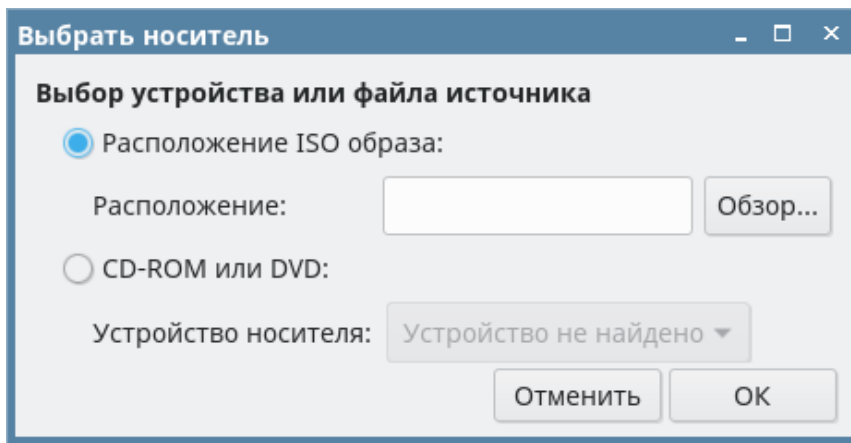 Выбрать носитель
Выбор устройства или файла источника
Расположение ISO образа:
Расположение: Обзор...
CD-ROM или DVD:
Устройство носителя: Устройство не найдено
Отменить ОК